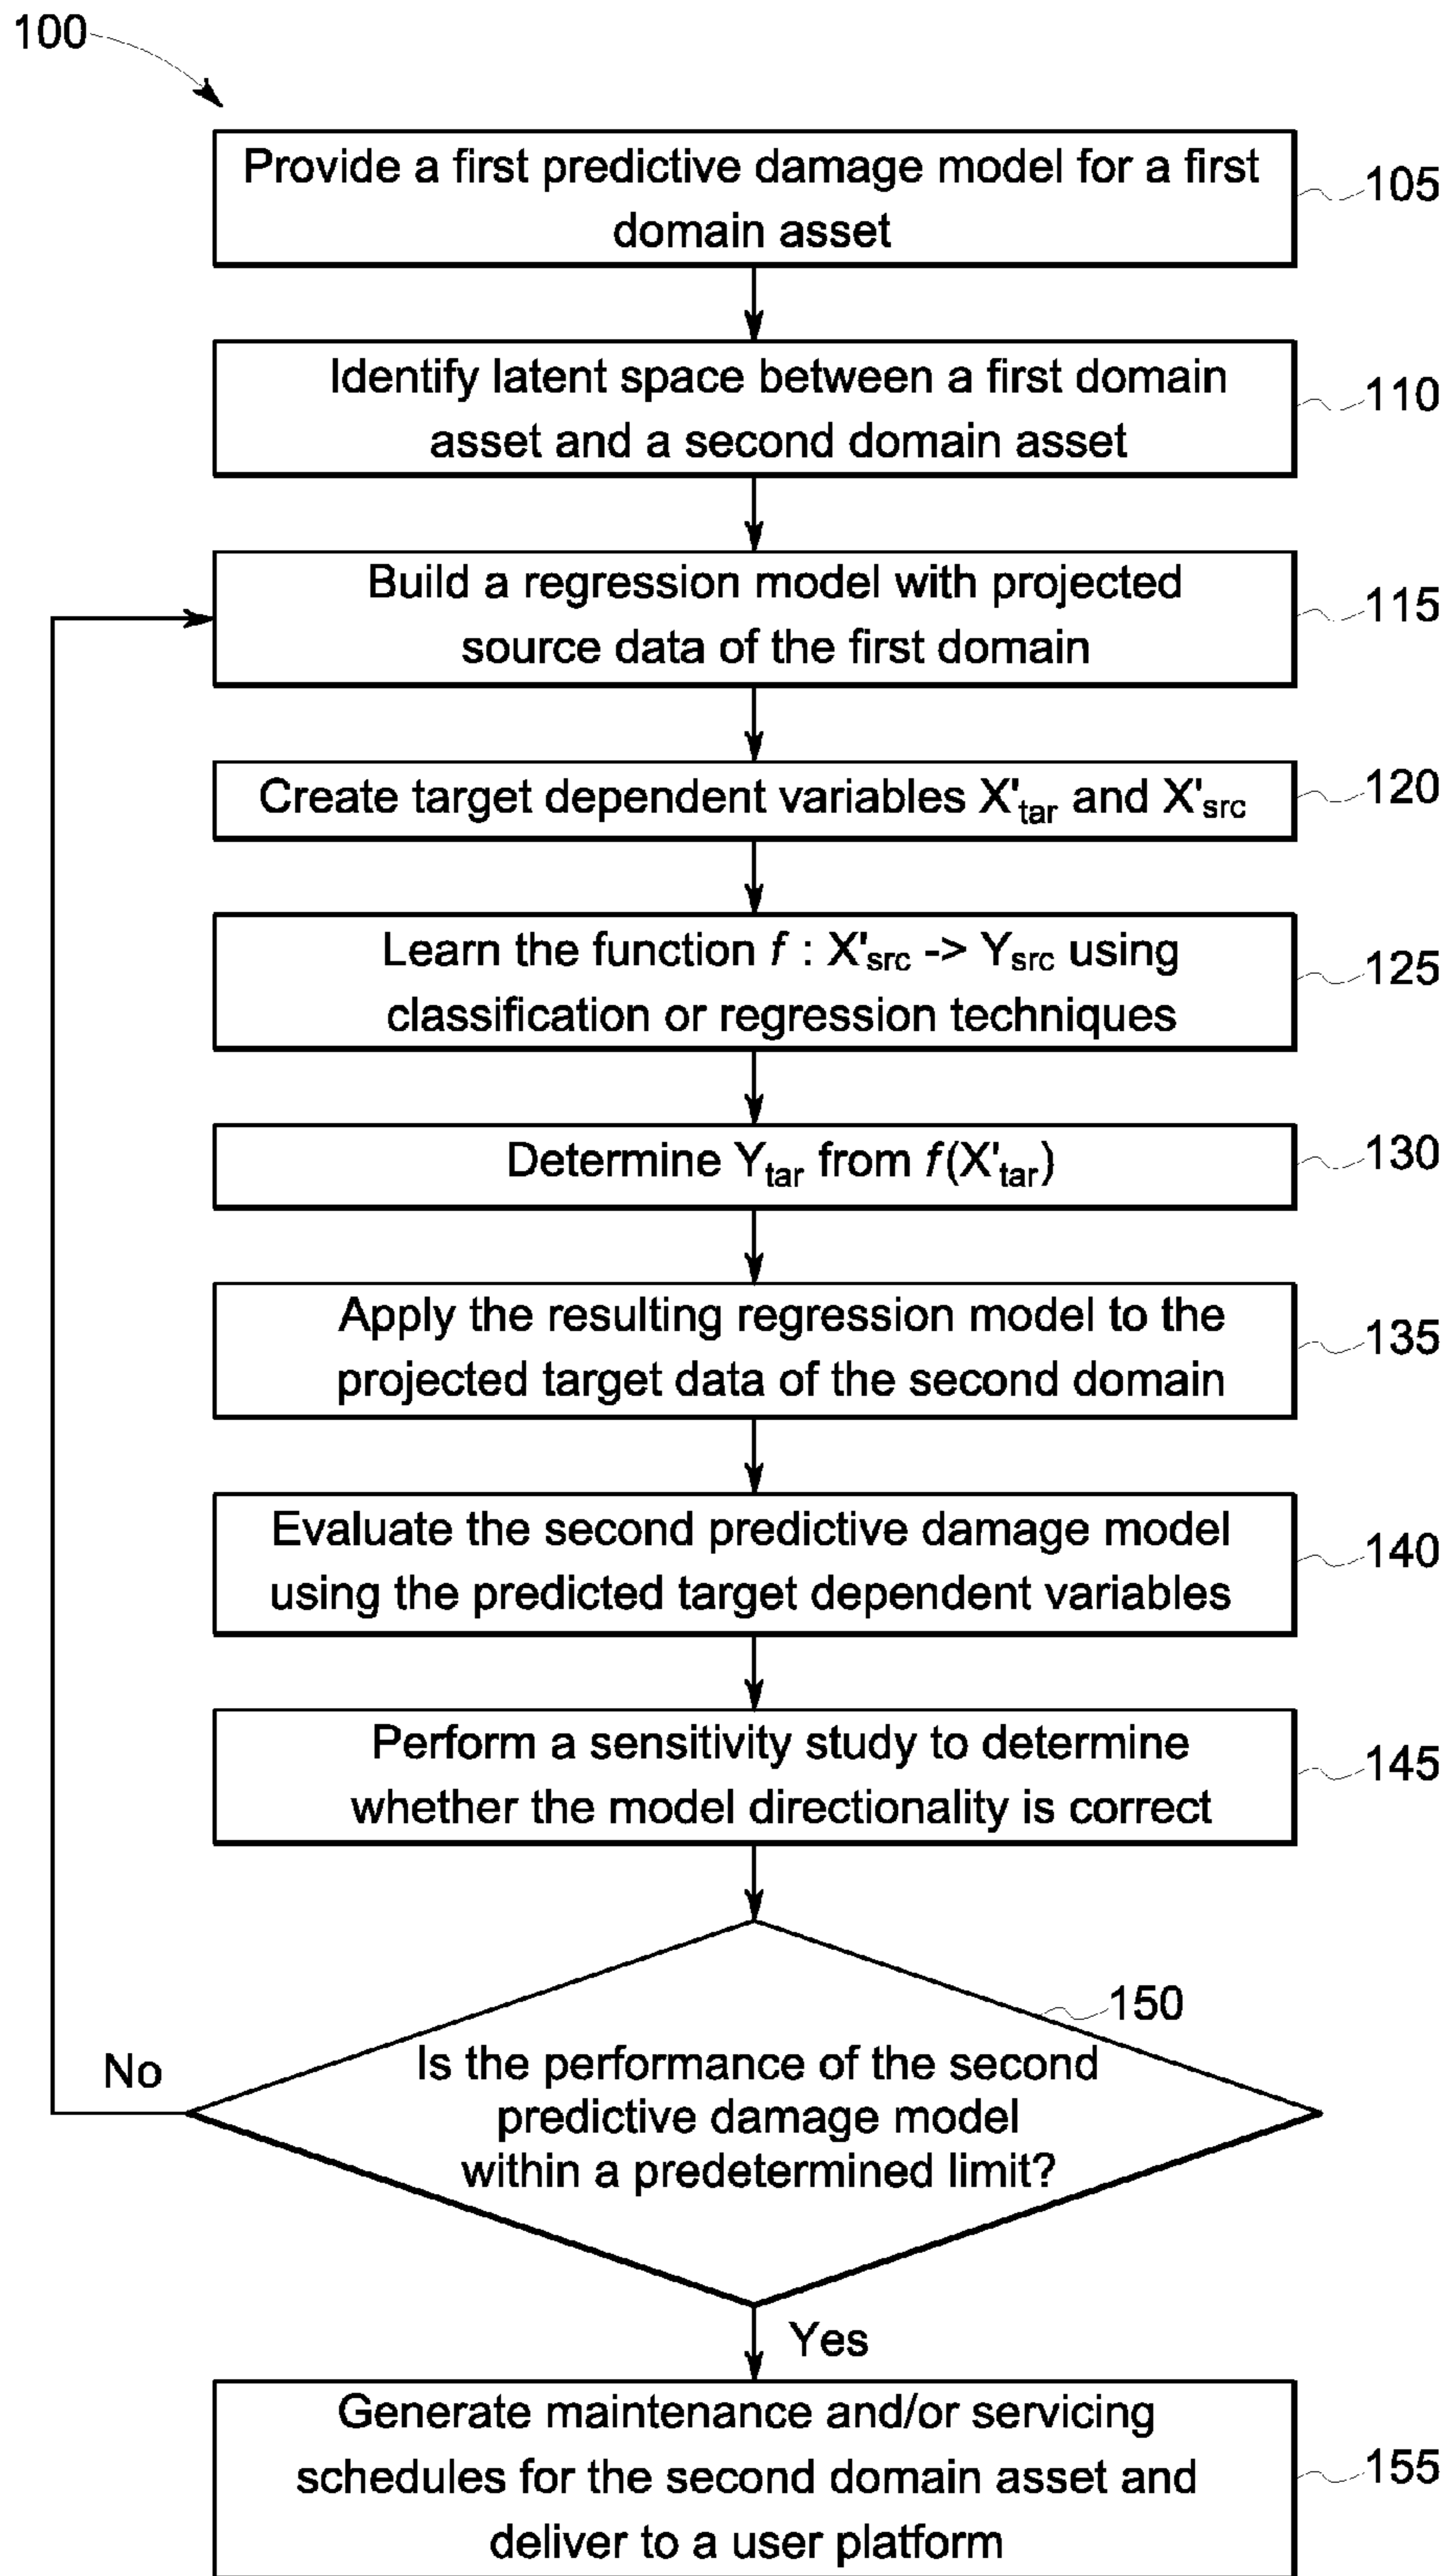 100
Provide a first predictive damage model for a first
domain asset
105
Identify latent space between a first domain
asset and a second domain asset
110
Build a regression model with projected
source data of the first domain
115
Create target dependent variables X'tar and X'src
120
Learn the function f : X'src -> Ysrc using
classification or regression techniques
125
Determine Ytar from f(X'tar)
130
Apply the resulting regression model to the
projected target data of the second domain
135
Evaluate the second predictive damage model
using the predicted target dependent variables
140
Perform a sensitivity study to determine
whether the model directionality is correct
145
150
Is the performance of the second
predictive damage model
within a predetermined limit?
No
Yes
Generate maintenance and/or servicing
schedules for the second domain asset and
deliver to a user platform
155